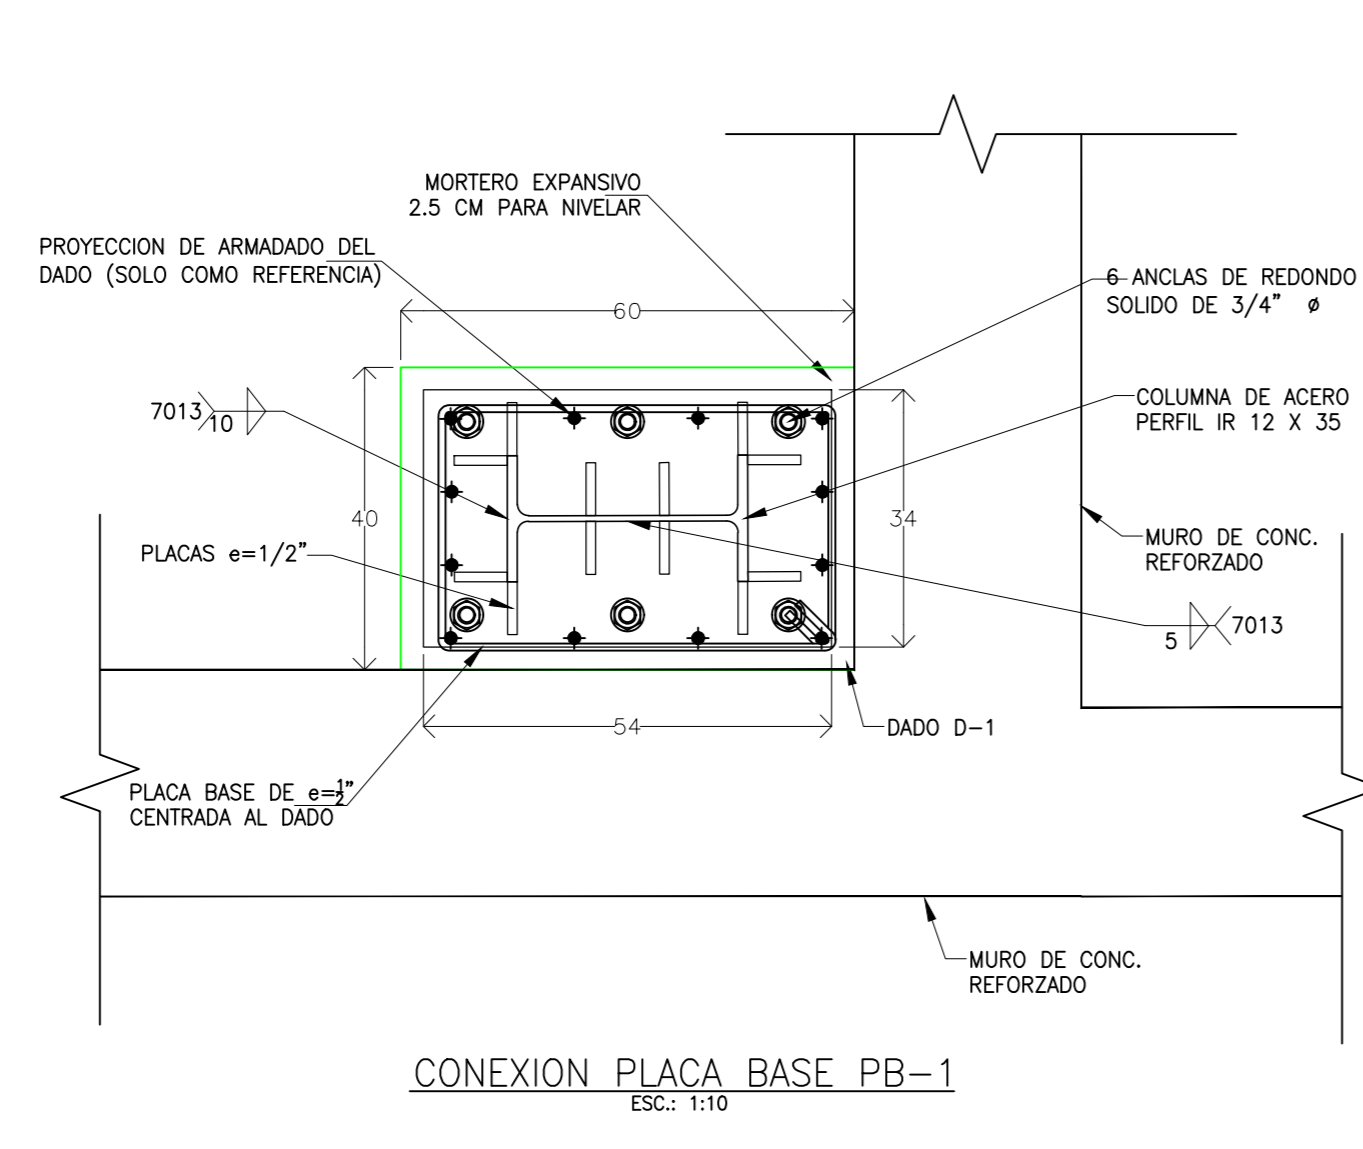 MORTERO EXPANSIVO
2.5 CM PARA NIVELAR
PROYECCION DE ARMADADO DEL
DADO (SOLO COMO REFERENCIA)
6 ANCLAS DE REDONDO
SOLIDO DE 3/4" ø
60
7013
10
COLUMNA DE ACERO
PERFIL IR 12 X 35
40
34
PLACAS e=1/2"
MURO DE CONC.
REFORZADO
5
7013
54
DADO D-1
PLACA BASE DE e=½"
CENTRADA AL DADO
MURO DE CONC.
REFORZADO
CONEXION PLACA BASE PB-1
ESC.: 1:10